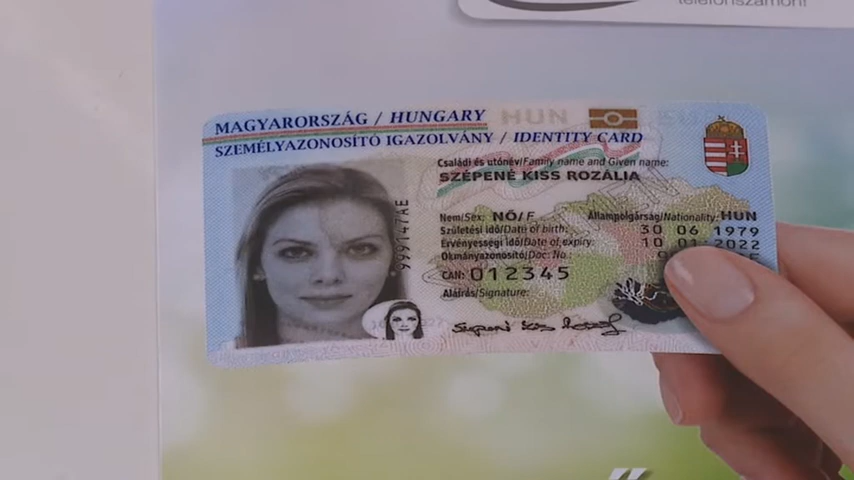 telefonszámon!
MAGYARORSZÁG / HUNGARY HUN
SZEMÉLYAZONOSÍTÓ IGAZOLVÁNY / IDENTITY CARD
Családi és utónév/Family name and Given name:
SZÉPENÉ KISS ROZÁLIA
Nem/Sex: NŐ/F Állampolgárság/Nationality: HUN
Születési idő/Date of birth: 30 06 1979
Érvényességi idő/Date of expiry: 10 01 2022
Okmányazonosító/Doc. No.:
CAN: 012345
Aláírás/Signature:
999147AE